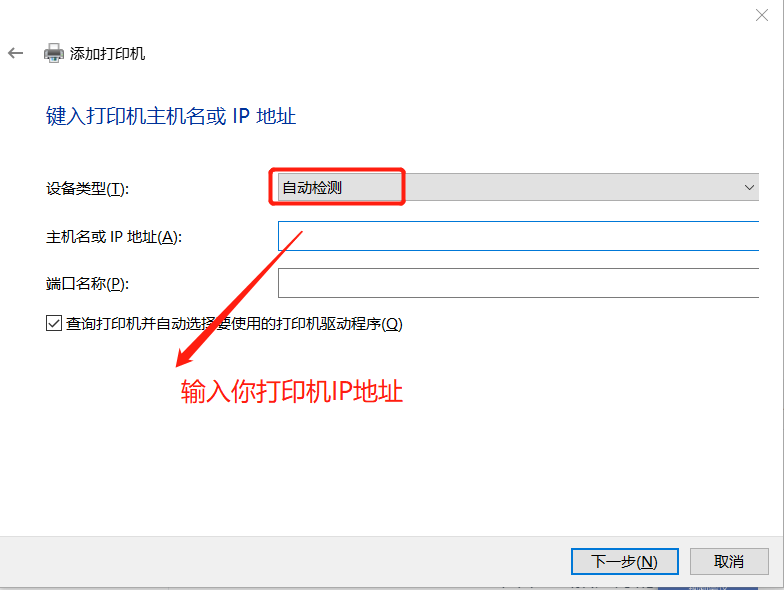 添加打印机
键入打印机主机名或 IP 地址
设备类型(T):
自动检测
主机名或 IP 地址(A):
端口名称(P):
查询打印机并自动选择要使用的打印机驱动程序(Q)
输入你打印机IP地址
下一步(N)
取消